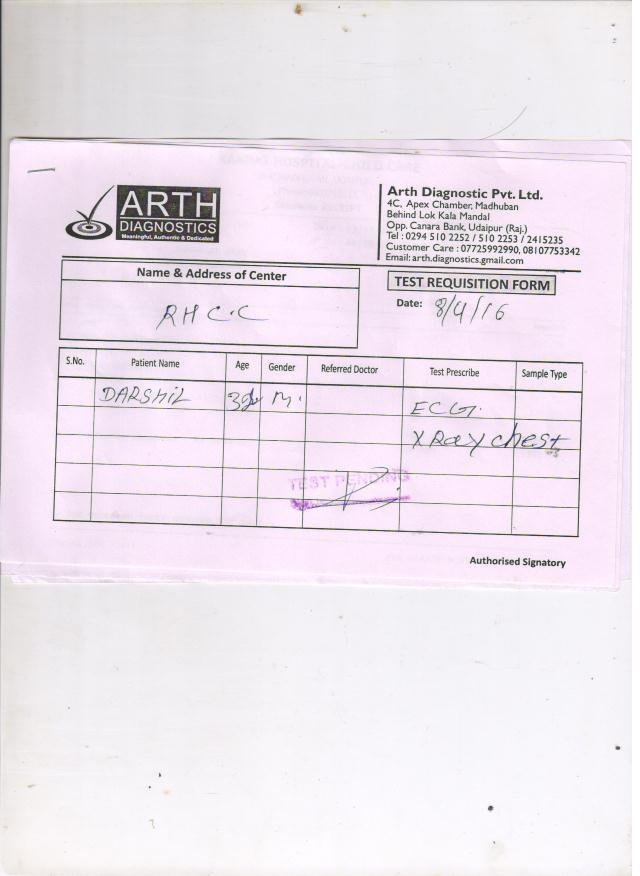 ARTH
DIAGNOSTICS
Meaningful, Authentic & Dedicated
Arth Diagnostic Pvt. Ltd.
4C, Apex Chamber, Madhuban
Behind Lok Kala Mandal
Opp. Canara Bank, Udaipur (Raj.)
Tel : 0294 510 2252 / 510 2253 / 2415235
Customer Care : 07725992990, 08107753342
Email: arth.diagnostics.gmail.com
Name & Address of Center
RHC.C
TEST REQUISITION FORM
Date: 8/4/16
S.No. Patient Name Age Gender Referred Doctor Test Prescribe Sample Type
DARSHIL M. ECG.
X Ray chest
TEST PENDING
Authorised Signatory